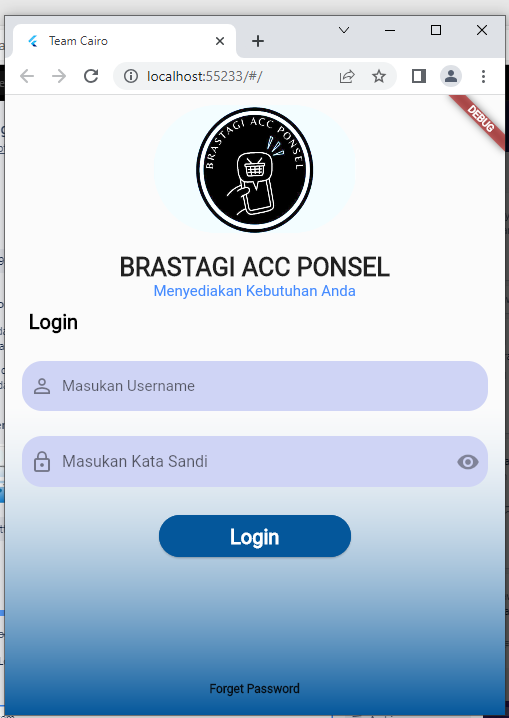 Team Cairo
localhost:55233/#/
DEBUG
BRASTAGI ACC PONSEL
BRASTAGI ACC PONSEL
Menyediakan Kebutuhan Anda
Login
Masukan Username
Masukan Kata Sandi
Login
Forget Password